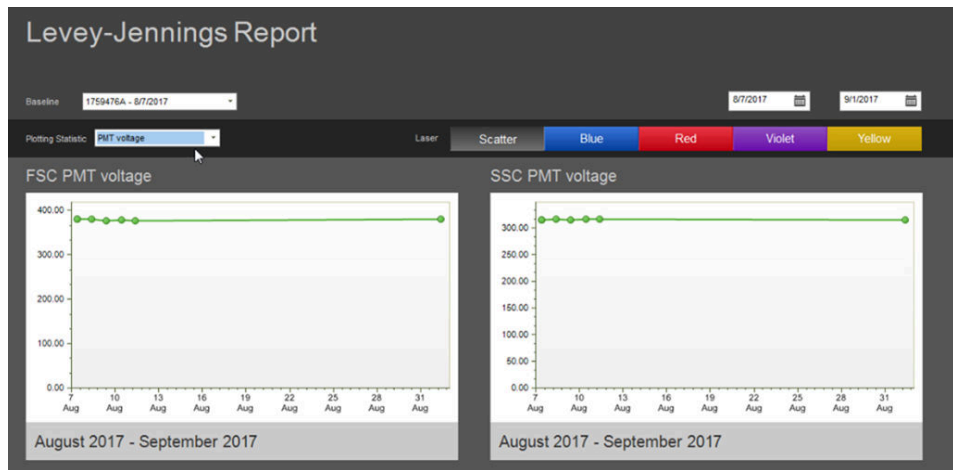 Levey-Jennings Report
Baseline 1759476A - 8/7/2017 8/7/2017 9/1/2017
Plotting Statistic PMT voltage Laser Scatter Blue Red Violet Yellow
FSC PMT voltage
400.00
300.00
200.00
100.00
0.00
7 10 13 16 19 22 25 28 31
Aug Aug Aug Aug Aug Aug Aug Aug Aug
August 2017 - September 2017
SSC PMT voltage
300.00
250.00
200.00
150.00
100.00
50.00
0.00
7 10 13 16 19 22 25 28 31
Aug Aug Aug Aug Aug Aug Aug Aug Aug
August 2017 - September 2017